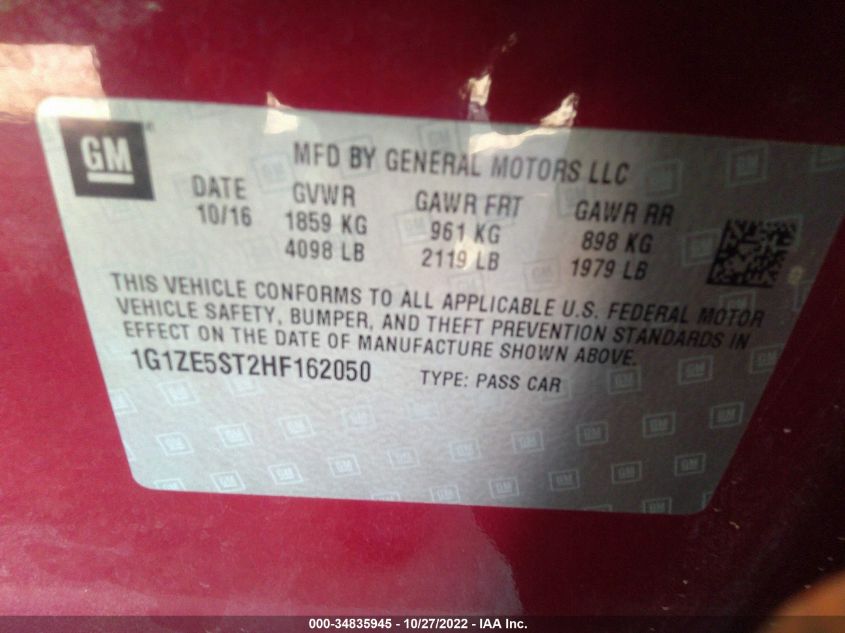 GM
MFD BY GENERAL MOTORS LLC
DATE GVWR GAWR FRT GAWR RR
10/16 1859 KG 961 KG 898 KG
4098 LB 2119 LB 1979 LB
THIS VEHICLE CONFORMS TO ALL APPLICABLE U.S. FEDERAL MOTOR
VEHICLE SAFETY, BUMPER, AND THEFT PREVENTION STANDARDS IN
EFFECT ON THE DATE OF MANUFACTURE SHOWN ABOVE.
1G1ZE5ST2HF162050 TYPE: PASS CAR
000-34835945 - 10/27/2022 - IAA Inc.